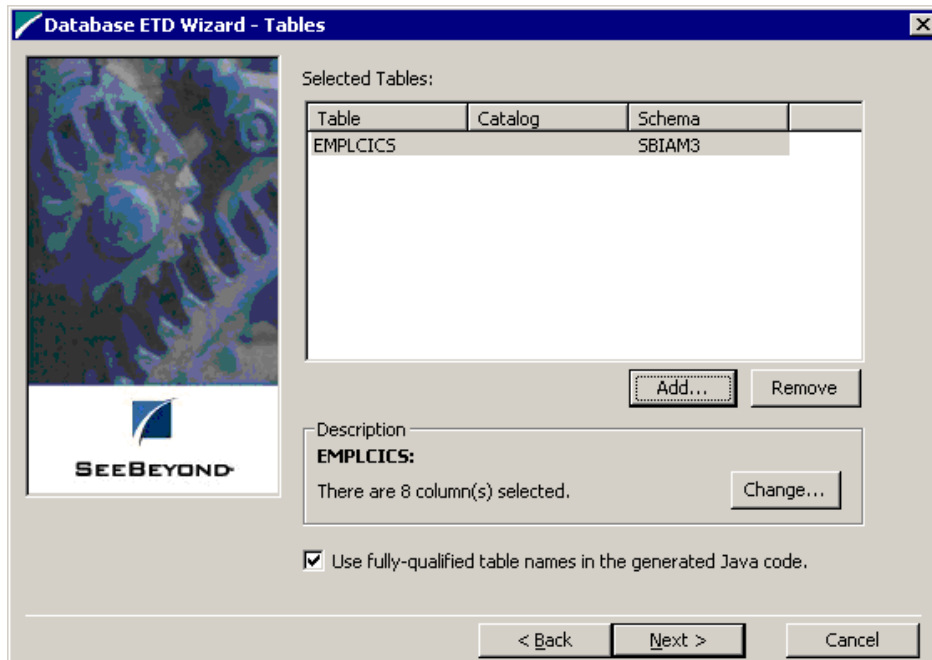 Database ETD Wizard - Tables
Selected Tables:
Table Catalog Schema
EMPLCICS SBIAM3
Add... Remove
SEEBEYOND
Description
EMPLCICS:
There are 8 column(s) selected.
Change...
Use fully-qualified table names in the generated Java code.
< Back Next > Cancel